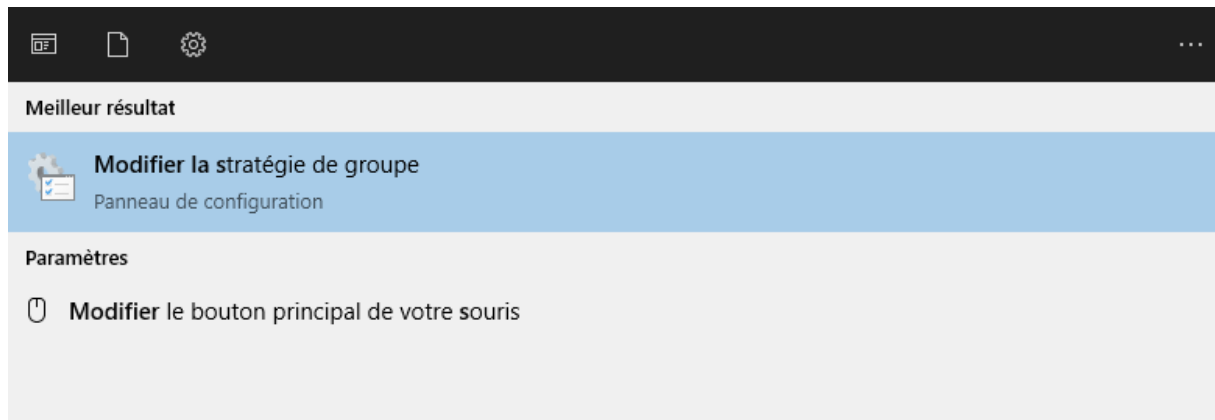 Meilleur résultat
Modifier la stratégie de groupe
Panneau de configuration
Paramètres
Modifier le bouton principal de votre souris